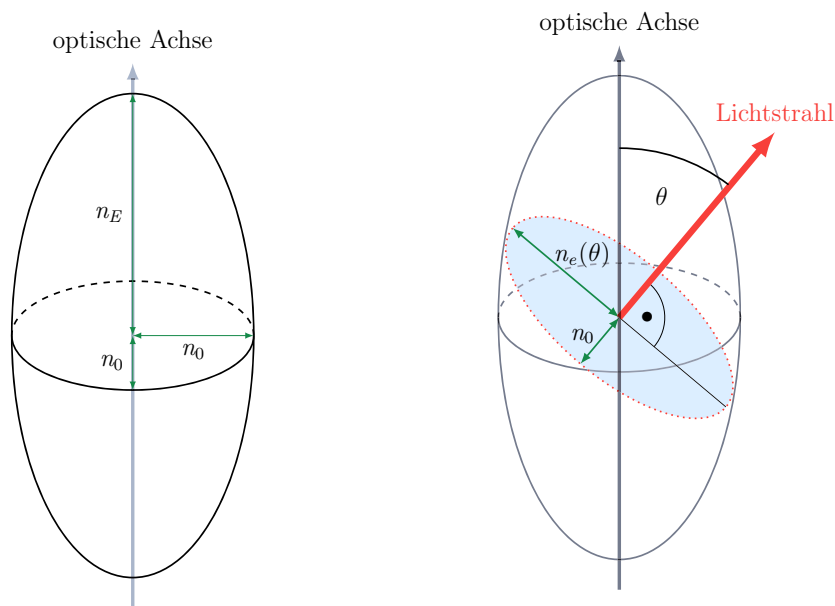 optische Achse
n_E
n_0
n_0
optische Achse
Lichtstrahl
θ
n_e(θ)
n_0